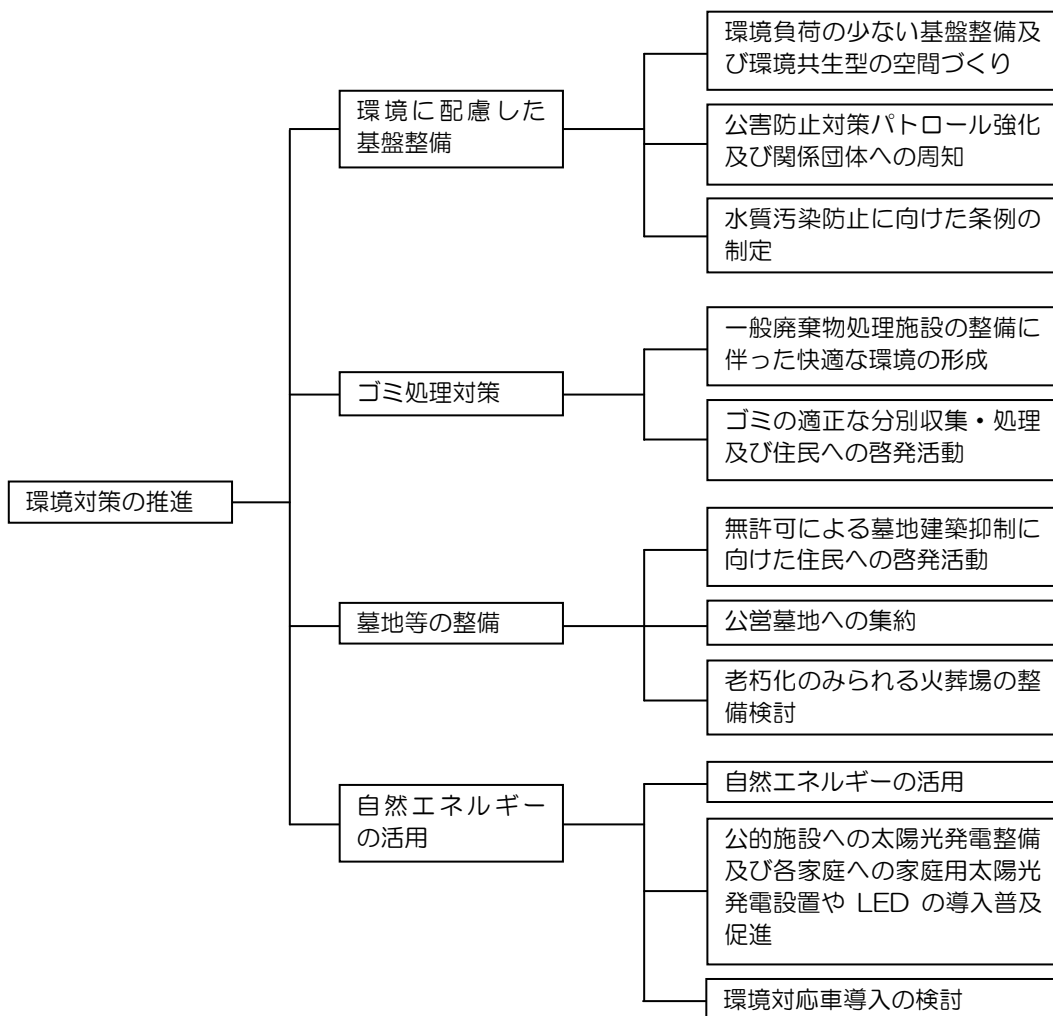 環境対策の推進
環境に配慮した
基盤整備
環境負荷の少ない基盤整備及
び環境共生型の空間づくり
公害防止対策パトロール強化
及び関係団体への周知
水質汚染防止に向けた条例の
制定
ゴミ処理対策
一般廃棄物処理施設の整備に
伴った快適な環境の形成
ゴミの適正な分別収集・処理
及び住民への啓発活動
墓地等の整備
無許可による墓地建築抑制に
向けた住民への啓発活動
公営墓地への集約
老朽化のみられる火葬場の整
備検討
自然エネルギー
の活用
自然エネルギーの活用
公的施設への太陽光発電整備
及び各家庭への家庭用太陽光
発電設置や LED の導入普及
促進
環境対応車導入の検討